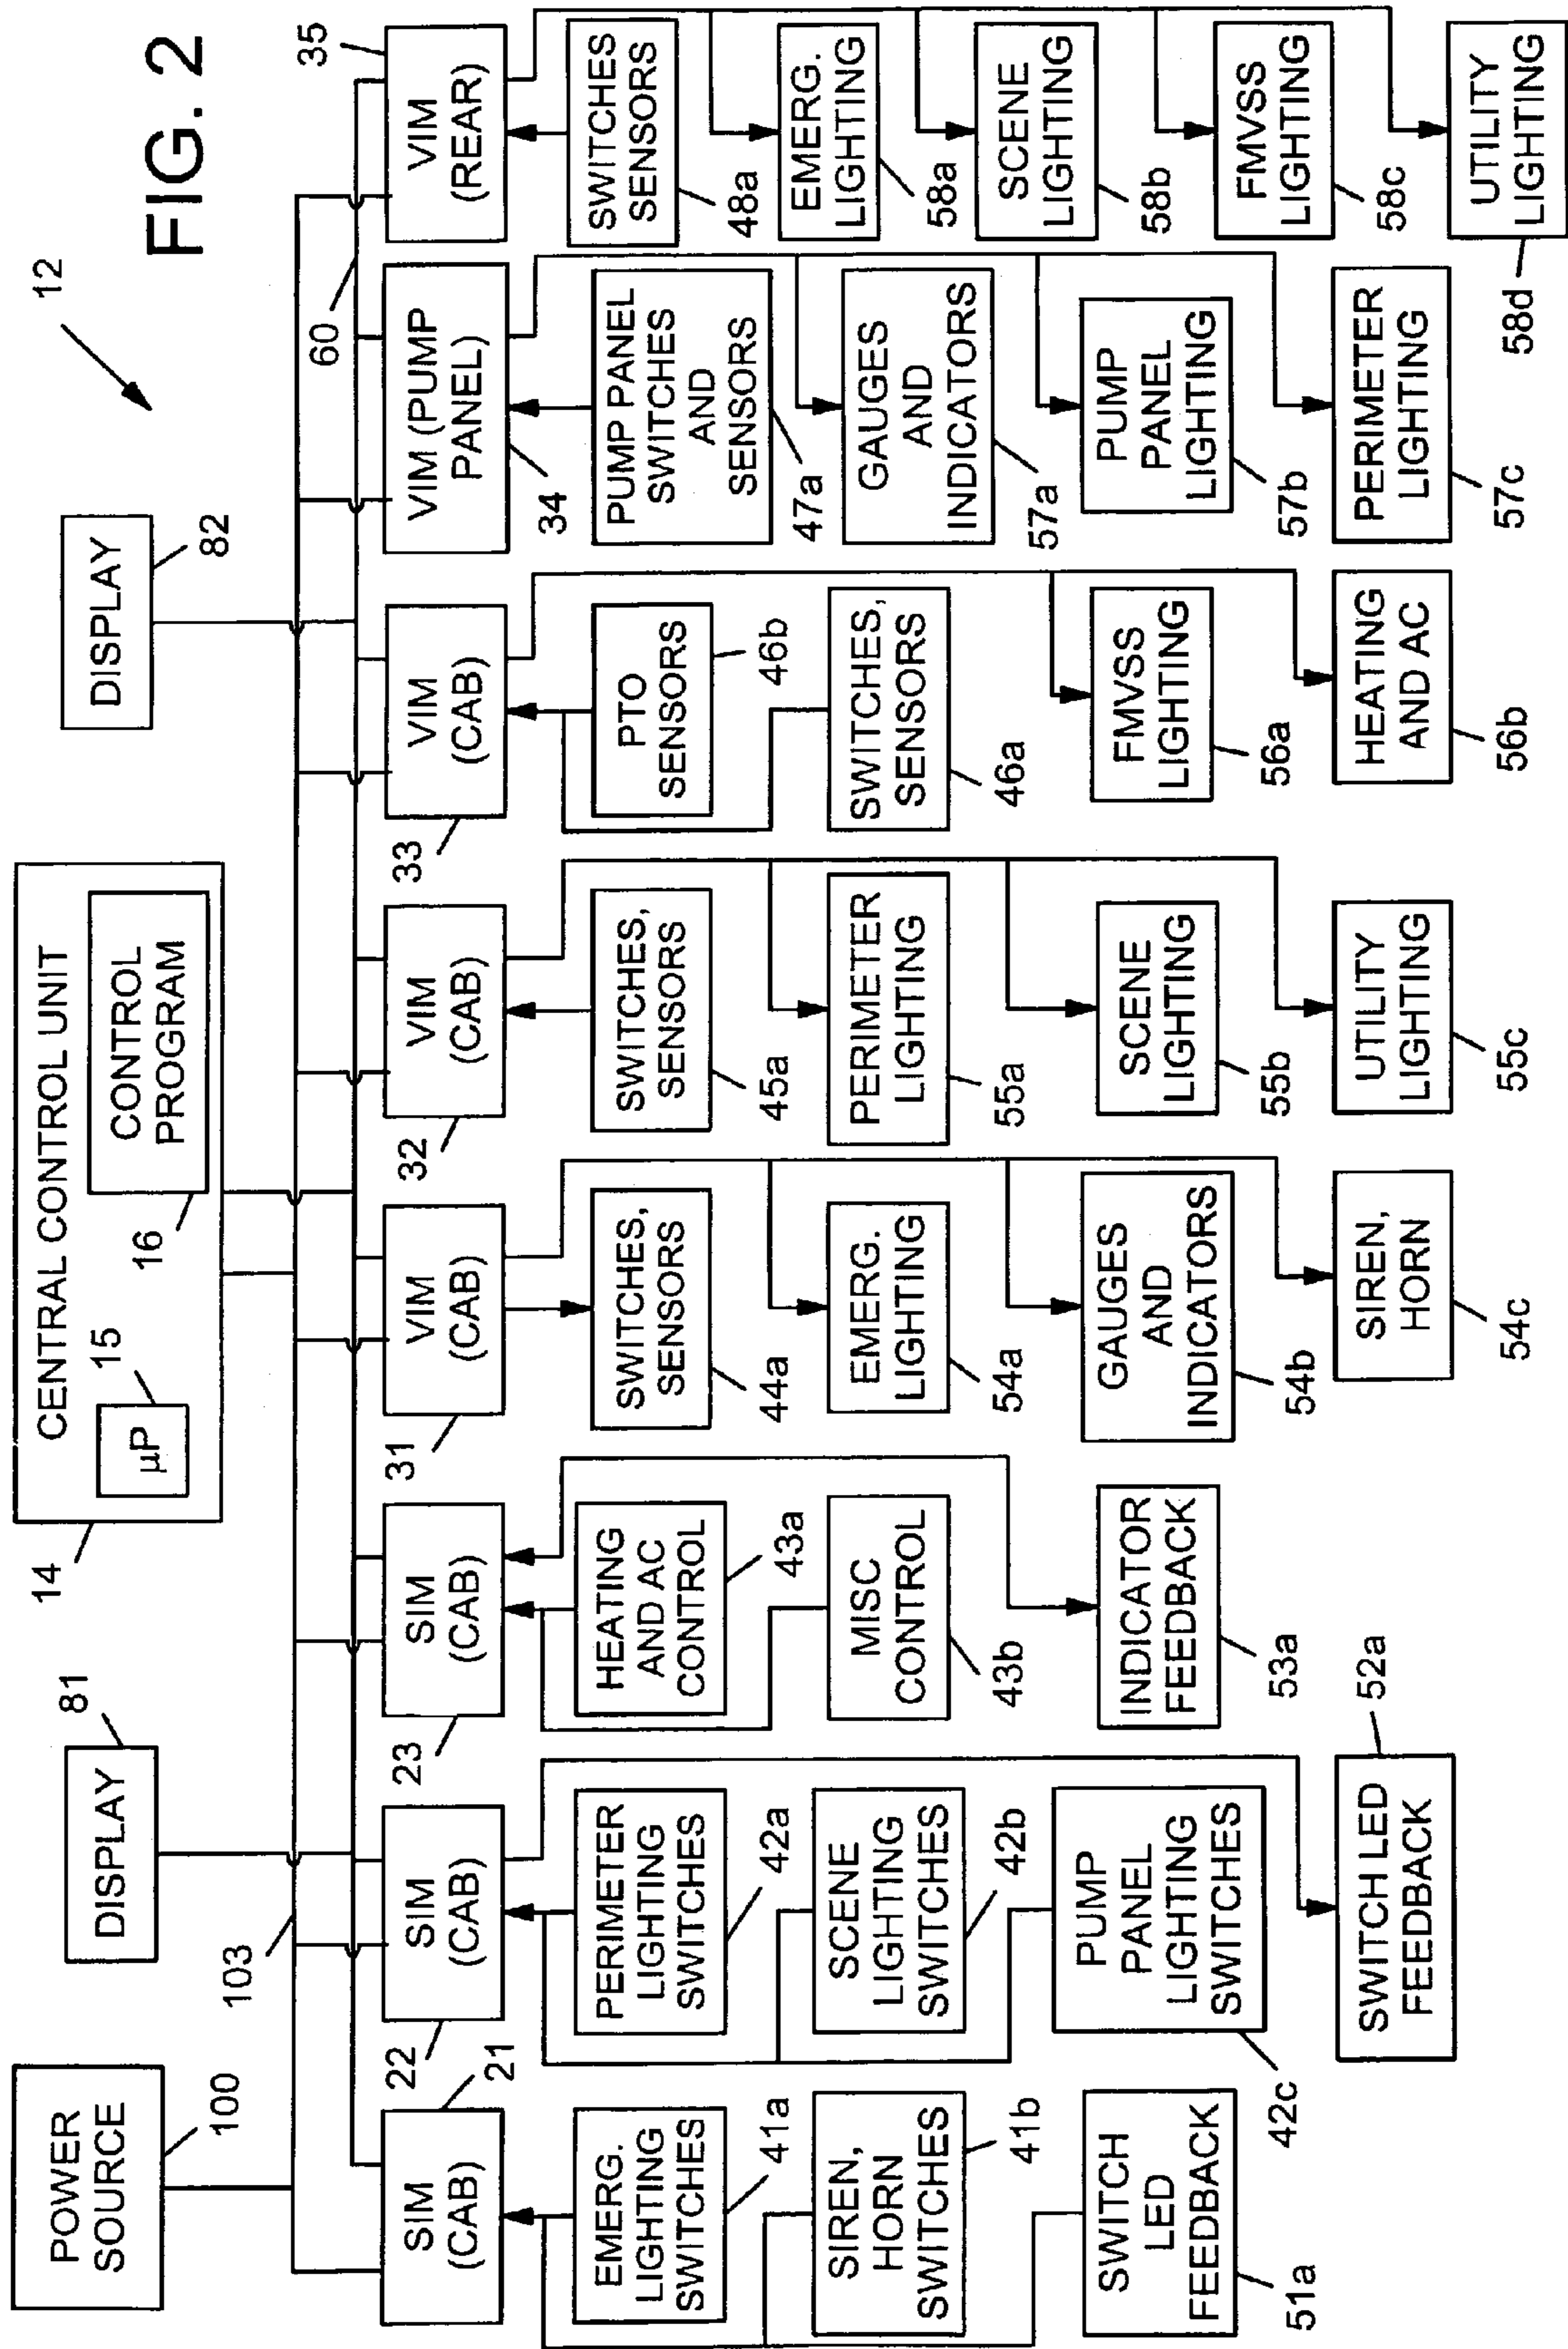 FIG. 2
12
POWER
SOURCE
100
DISPLAY
81
CENTRAL CONTROL UNIT
14
µP
15
CONTROL
PROGRAM
16
DISPLAY
82
103
60
SIM
(CAB)
21
EMERG.
LIGHTING
SWITCHES
41a
SIREN,
HORN
SWITCHES
41b
SWITCH
LED
FEEDBACK
51a
SIM
(CAB)
22
PERIMETER
LIGHTING
SWITCHES
42a
SCENE
LIGHTING
SWITCHES
42b
PUMP
PANEL
LIGHTING
SWITCHES
42c
SWITCH LED
FEEDBACK
52a
SIM
(CAB)
23
HEATING
AND AC
CONTROL
43a
MISC
CONTROL
43b
INDICATOR
FEEDBACK
53a
VIM
(CAB)
31
SWITCHES,
SENSORS
44a
EMERG.
LIGHTING
54a
GAUGES
AND
INDICATORS
54b
SIREN,
HORN
54c
VIM
(CAB)
32
SWITCHES,
SENSORS
45a
PERIMETER
LIGHTING
55a
SCENE
LIGHTING
55b
UTILITY
LIGHTING
55c
VIM
(CAB)
33
PTO
SENSORS
46b
SWITCHES,
SENSORS
46a
FMVSS
LIGHTING
56a
HEATING
AND AC
56b
VIM (PUMP
PANEL)
34
PUMP PANEL
SWITCHES
AND
SENSORS
47a
GAUGES
AND
INDICATORS
57a
PUMP
PANEL
LIGHTING
57b
PERIMETER
LIGHTING
57c
VIM
(REAR)
35
SWITCHES
SENSORS
48a
EMERG.
LIGHTING
58a
SCENE
LIGHTING
58b
FMVSS
LIGHTING
58c
UTILITY
LIGHTING
58d